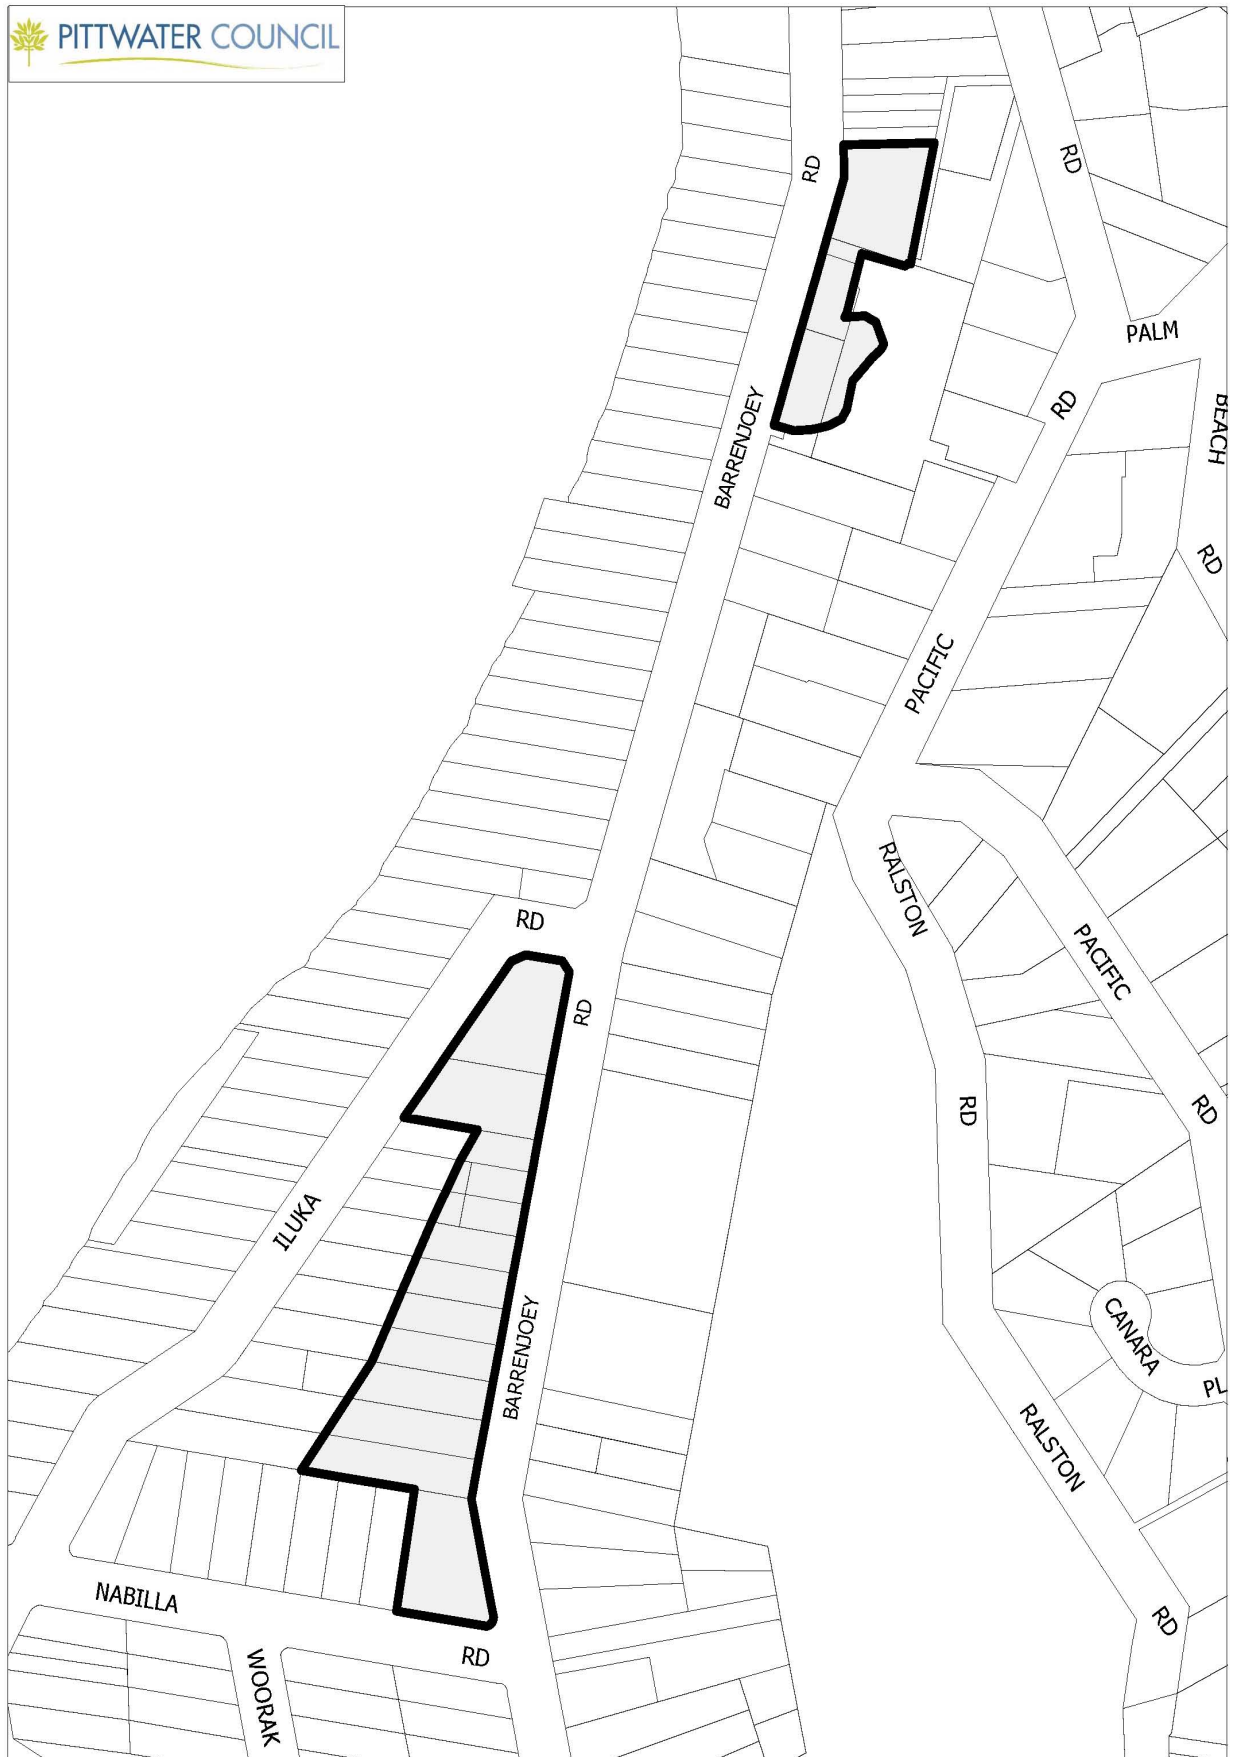 PITTWATER COUNCIL
RD
RD
PALM
BEACH
RD
RD
BARRENJOEY
PACIFIC
RALSTON
RD
PACIFIC
RD
RD
RD
ILUKA
CANARA
PL
BARRENJOEY
RALSTON
NABILLA
RD
RD
WOORAK